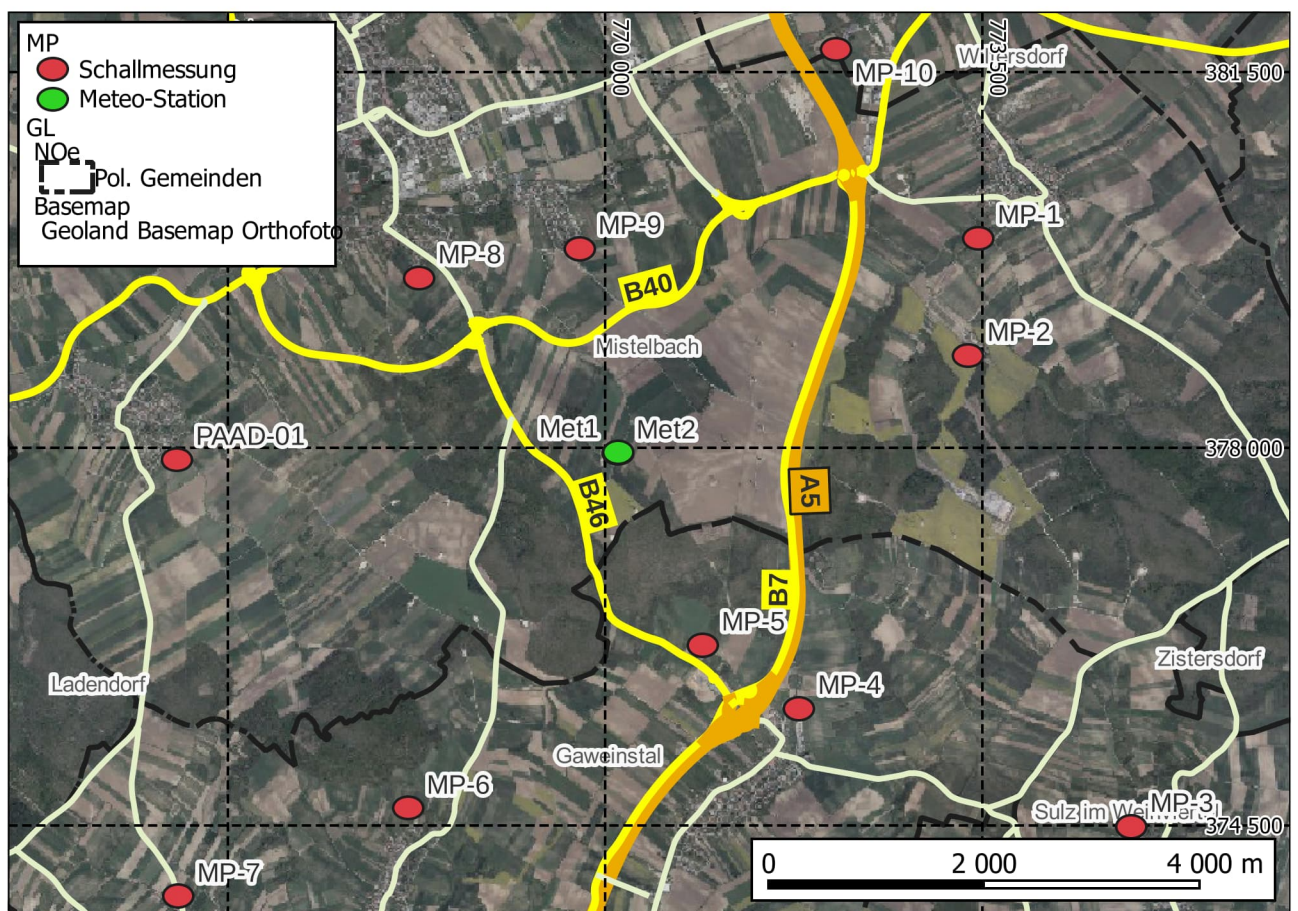 MP
Schallmessung
Meteo-Station
GL
NOe
Pol. Gemeinden
Basemap
Geoland Basemap Orthofoto
770 000
773 500
MP-10
381 500
MP-1
MP-9
MP-8
B40
Mistelbach
MP-2
PAAD-01
Met1
Met2
378 000
B46
A5
B7
MP-5
Zistersdorf
Ladendorf
MP-4
Gaweinstal
MP-6
MP-3
374 500
MP-7
0
2 000
4 000 m